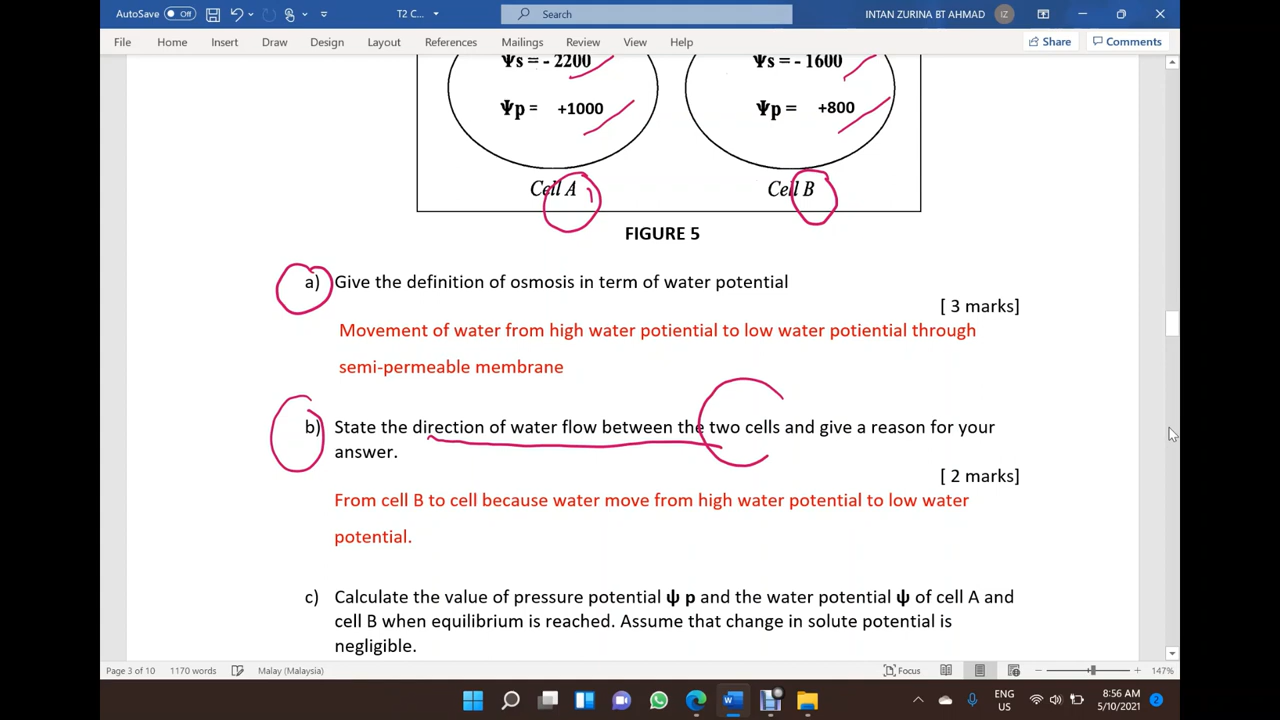 AutoSave Off T2 C... Search INTAN ZURINA BT AHMAD IZ
File Home Insert Draw Design Layout References Mailings Review View Help Share Comments
Ψs = - 2200 Ψs = - 1600
Ψp = +1000 Ψp = +800
Cell A Cell B
FIGURE 5
a) Give the definition of osmosis in term of water potential
[ 3 marks]
Movement of water from high water potiential to low water potiential through
semi-permeable membrane
b) State the direction of water flow between the two cells and give a reason for your
answer.
[ 2 marks]
From cell B to cell because water move from high water potential to low water
potential.
c) Calculate the value of pressure potential ψ p and the water potential ψ of cell A and
cell B when equilibrium is reached. Assume that change in solute potential is
negligible.
Page 3 of 10 1170 words Malay (Malaysia) Focus 147%
ENG 8:56 AM
US 5/10/2021 2